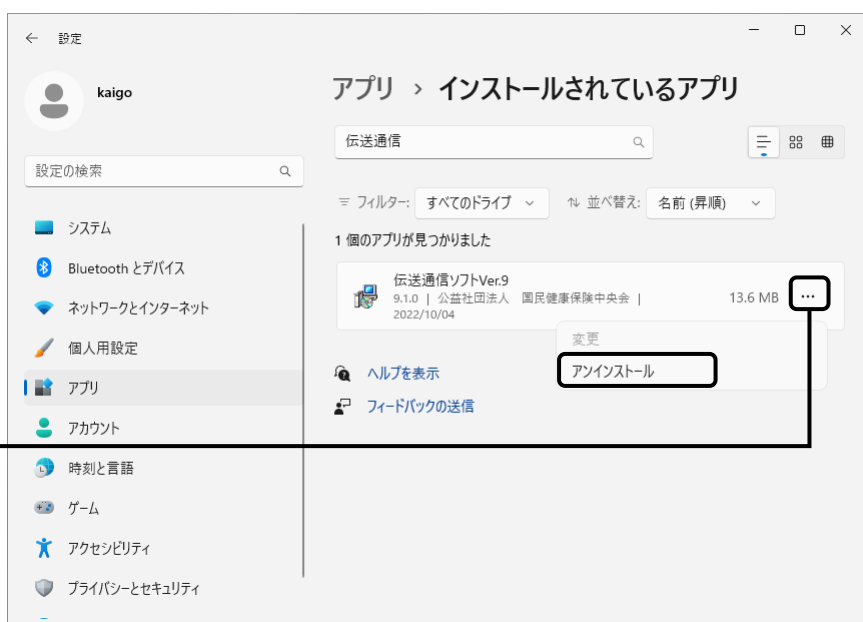 設定
kaigo
設定の検索
システム
Bluetooth とデバイス
ネットワークとインターネット
個人用設定
アプリ
アカウント
時刻と言語
ゲーム
アクセシビリティ
プライバシーとセキュリティ
アプリ › インストールされているアプリ
伝送通信
フィルター: すべてのドライブ 並べ替え: 名前 (昇順)
1 個のアプリが見つかりました
伝送通信ソフトVer.9
9.1.0 | 公益社団法人 国民健康保険中央会 | 13.6 MB
2022/10/04
変更
アンインストール
ヘルプを表示
フィードバックの送信